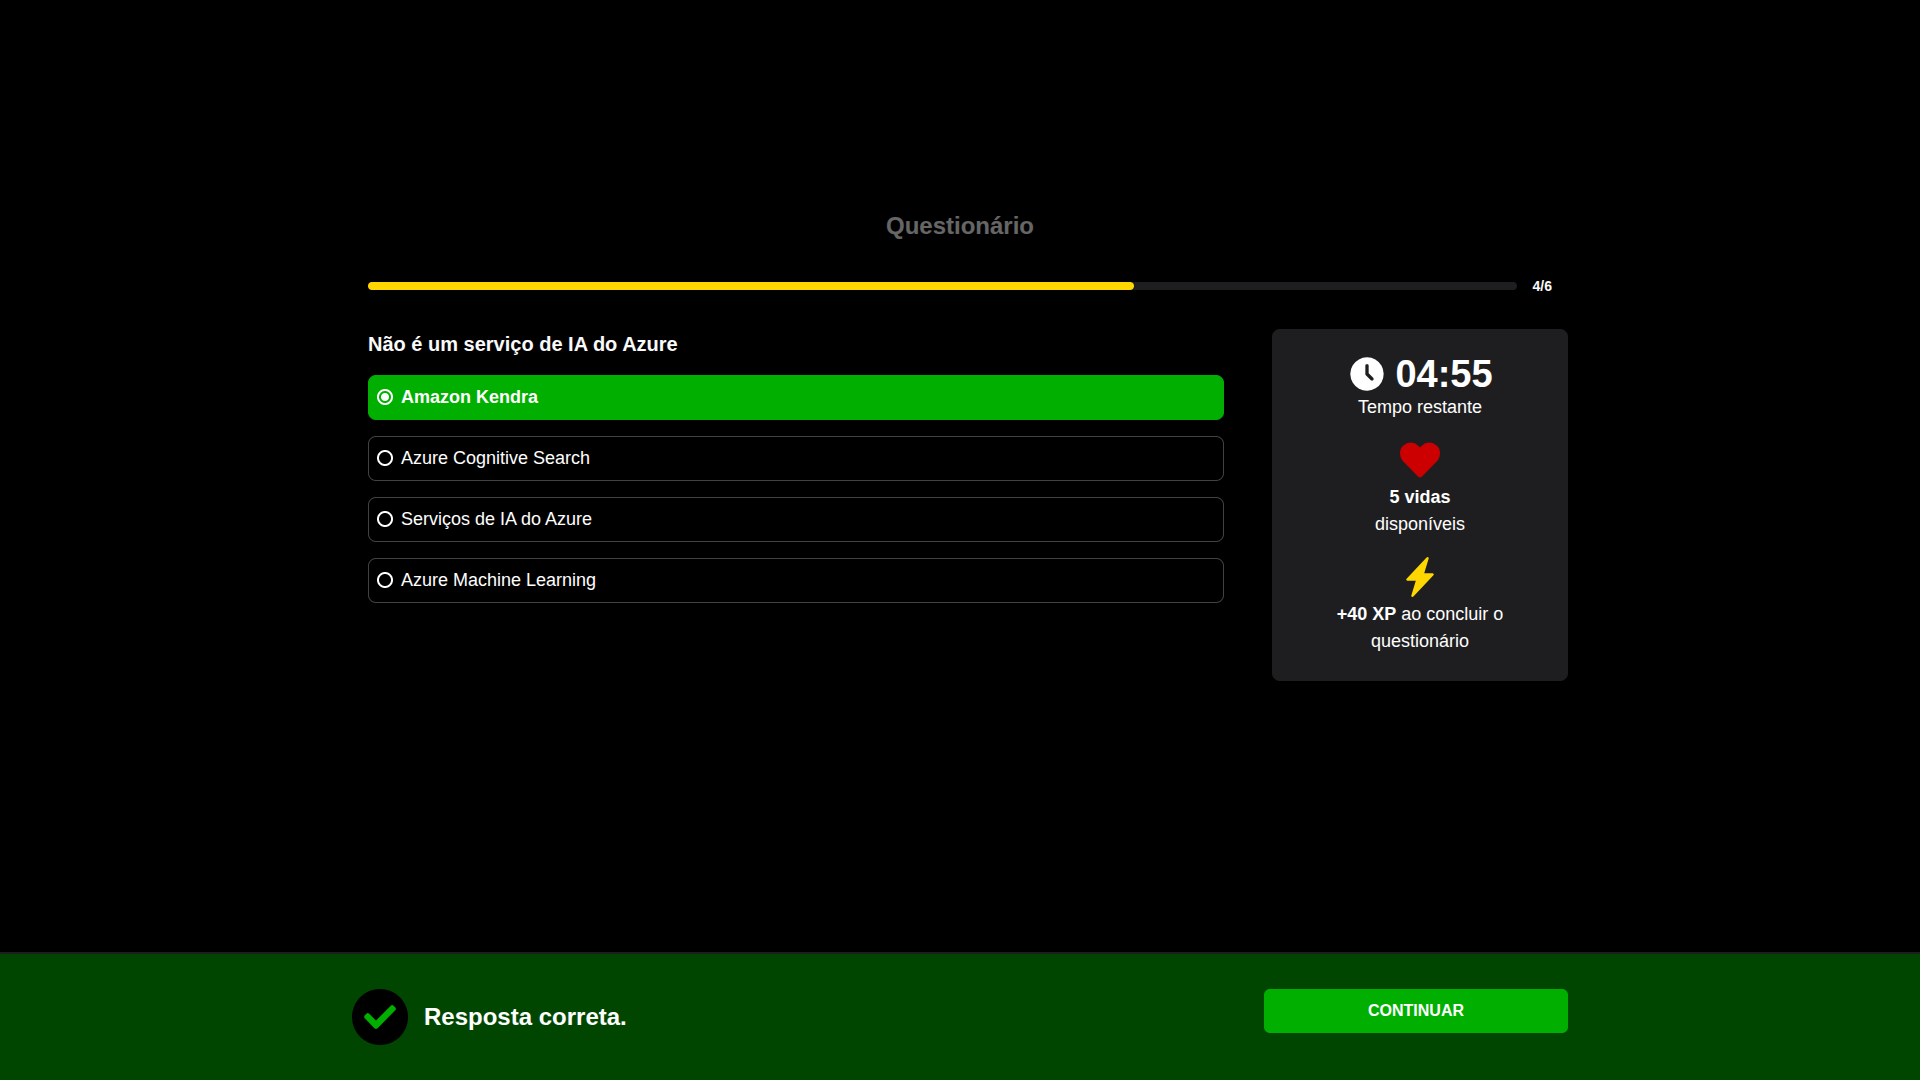 Questionário
4/6
Não é um serviço de IA do Azure
Amazon Kendra
Azure Cognitive Search
Serviços de IA do Azure
Azure Machine Learning
04:55
Tempo restante
5 vidas
disponíveis
+40 XP ao concluir o
questionário
Resposta correta.
CONTINUAR